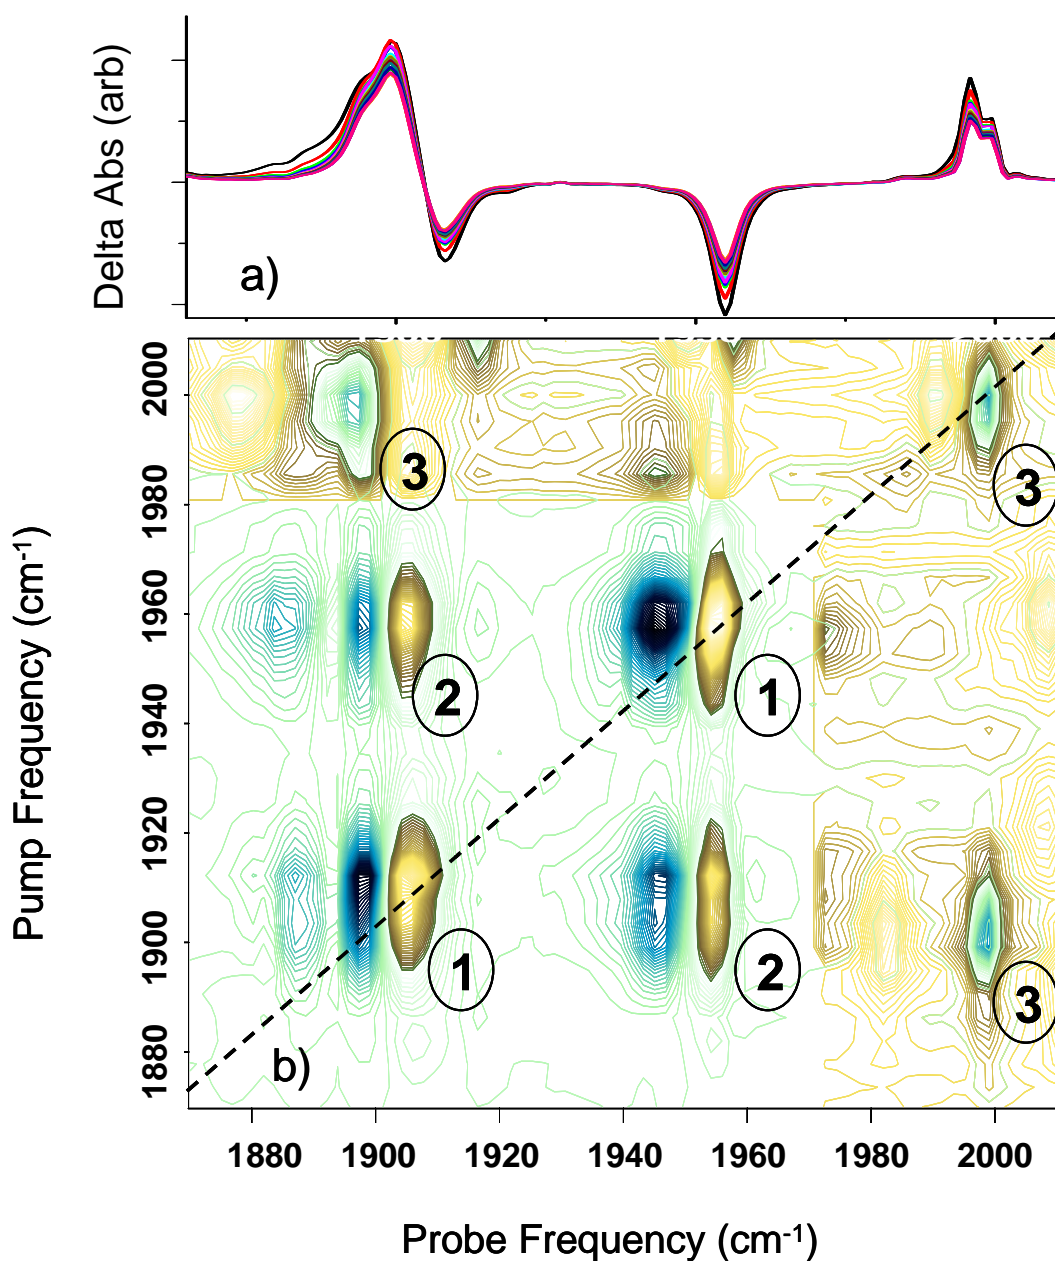 Delta Abs (arb)
a)
Pump Frequency (cm-1)
2000
1980
1960
1940
1920
1900
1880
3
3
2
1
1
2
3
b)
1880 1900 1920 1940 1960 1980 2000
Probe Frequency (cm-1)